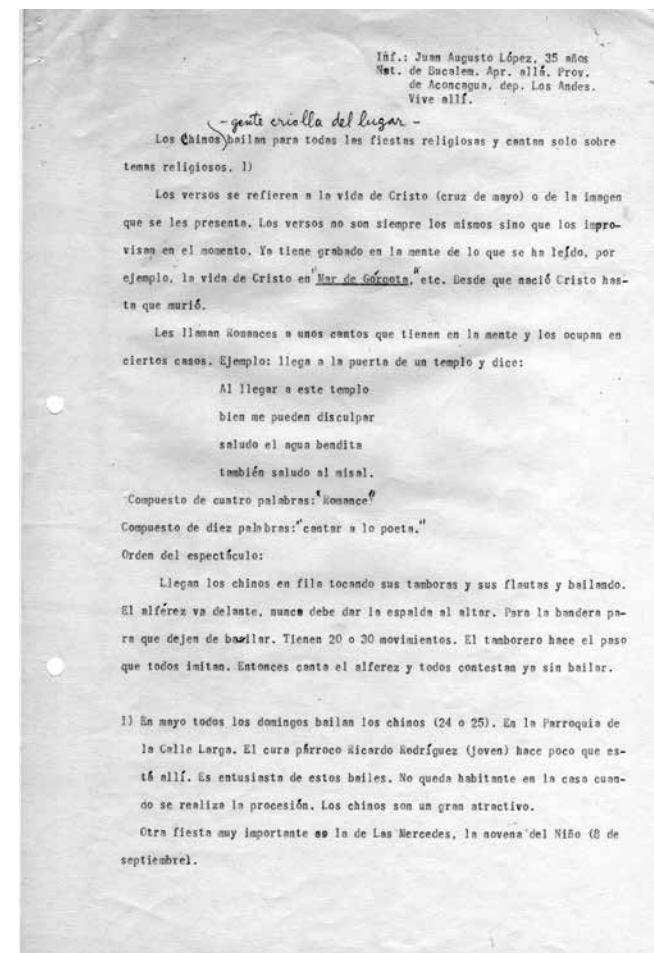 Inf.: Juan Augusto López, 35 años
Nat. de Bucalem. Apr. allá. Prov.
de Aconcagua, dep. Los Andes.
Vive allí.
- gente criolla del lugar -
Los Chinos) bailan para todas las fiestas religiosas y cantan solo sobre
temas religiosos. 1)
Los versos se refieren a la vida de Cristo (cruz de mayo) o de la imagen
que se les presenta. Los versos no son siempre los mismos sino que los impro-
visan en el momento. Ya tiene grabado en la mente de lo que se ha leído, por
ejemplo, la vida de Cristo en "Mar de Górgota," etc. Desde que nació Cristo has-
ta que murió.
Les llaman Romances a unos cantos que tienen en la mente y los ocupan en
ciertos casos. Ejemplo: llega a la puerta de un templo y dice:
Al llegar a este templo
bien me pueden disculpar
saludo el agua bendita
también saludo al misal.
Compuesto de cuatro palabras: "Romance"
Compuesto de diez palabras: "cantar a lo poeta."
Orden del espectáculo:
Llegan los chinos en fila tocando sus tamboras y sus flautas y bailando.
El alférez va delante, nunca debe dar la espalda al altar. Para la bandera pa-
ra que dejen de bailar. Tienen 20 o 30 movimientos. El tamborero hace el paso
que todos imitan. Entonces canta el alferez y todos contestan ya sin bailar.
1) En mayo todos los domingos bailan los chinos (24 o 25). En la Parroquia de
la Calle Larga. El cura párroco Ricardo Rodríguez (joven) hace poco que es-
tá allí. Es entusiasta de estos bailes. No queda habitante en la casa cuan-
do se realiza la procesión. Los chinos son un gran atractivo.
Otra fiesta muy importante es la de Las Mercedes, la novena del Niño (8 de
septiembre).